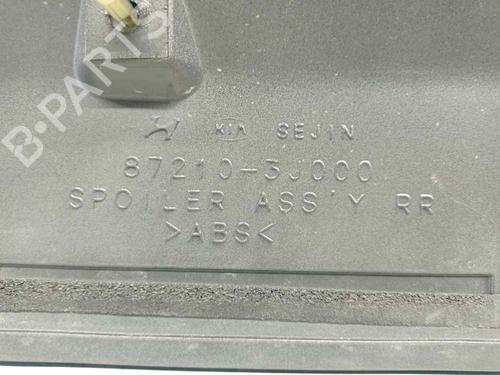 B-PARTS
KIA SEJIN
87210-3J000
SPOILER ASS'Y RR
>ABS<